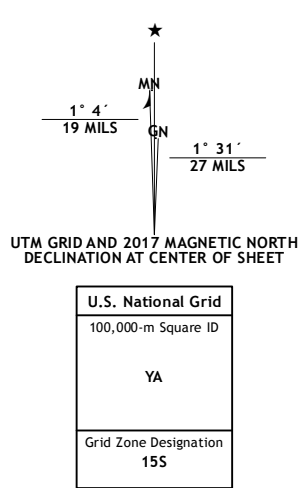 MN
1° 4´
19 MILS
GN
1° 31´
27 MILS
UTM GRID AND 2017 MAGNETIC NORTH
DECLINATION AT CENTER OF SHEET
U.S. National Grid
100,000-m Square ID
YA
Grid Zone Designation
15S